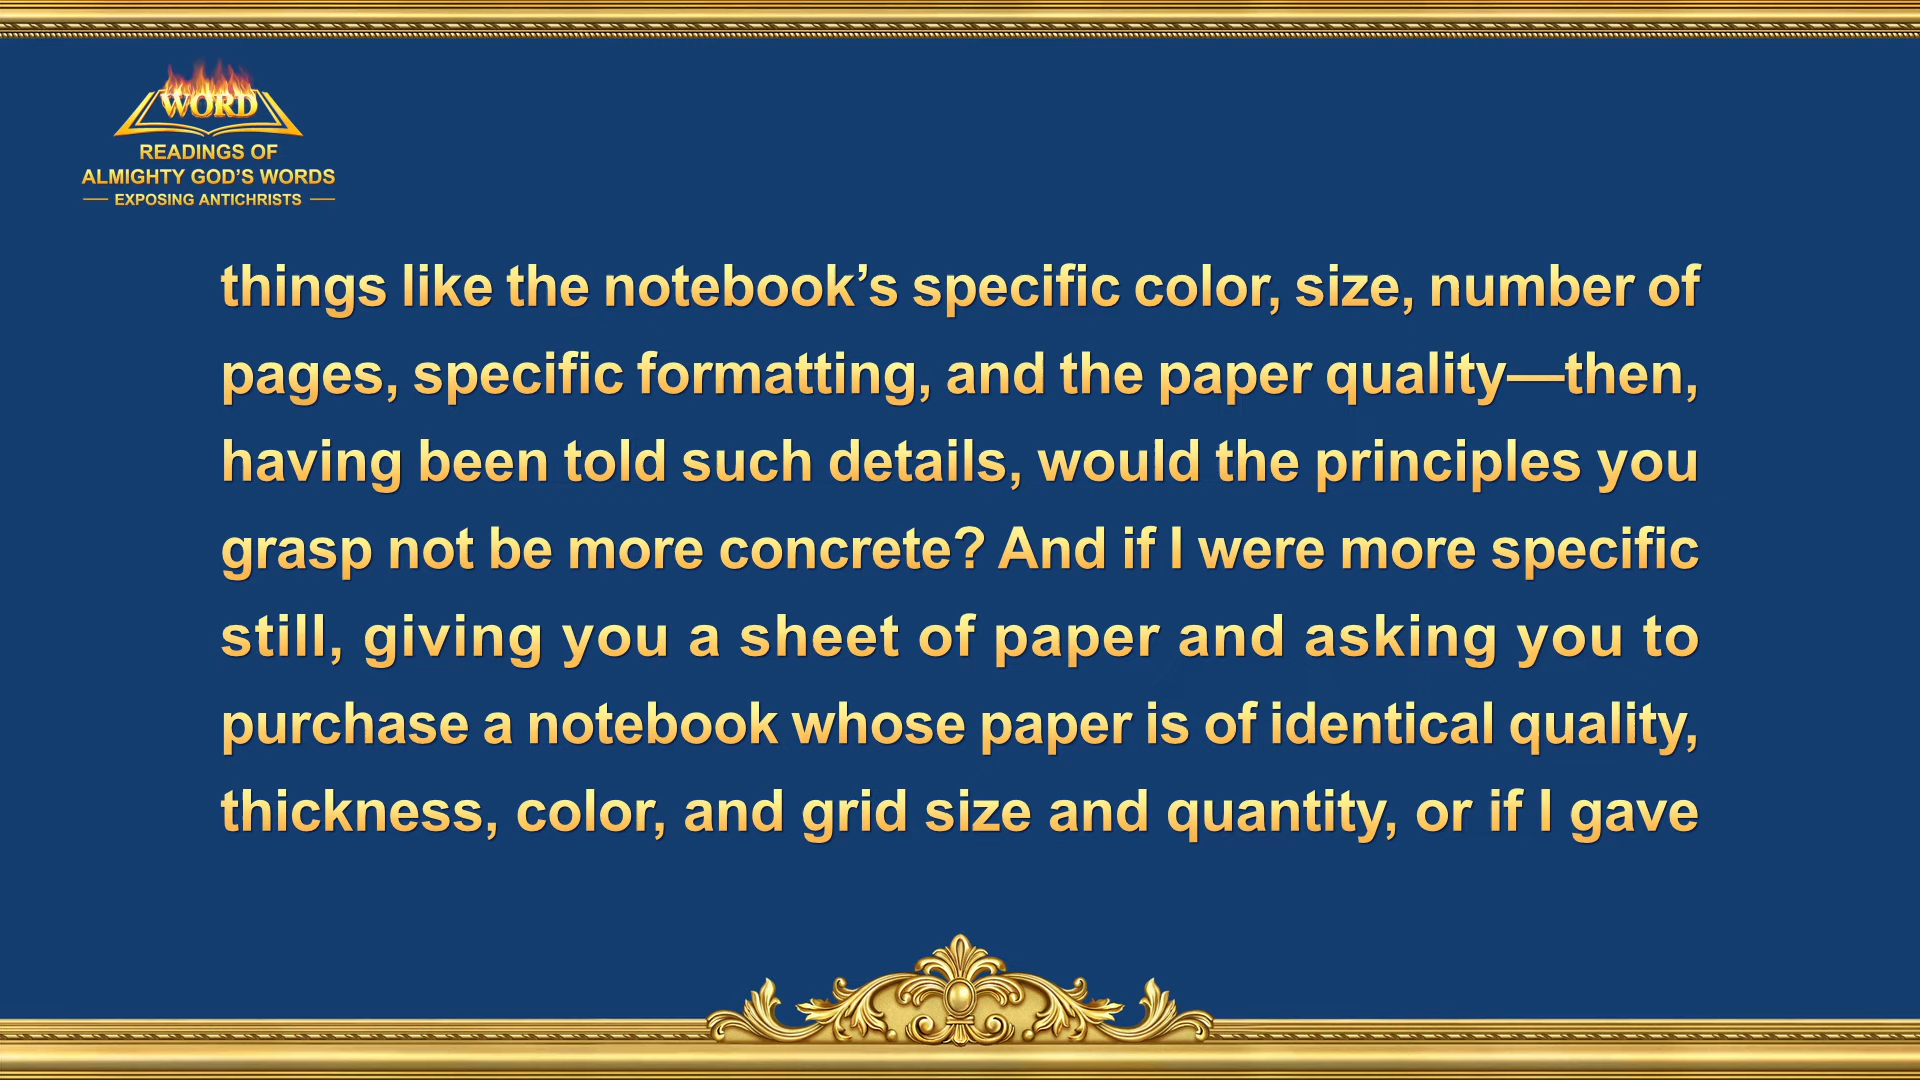 WORD
READINGS OF
ALMIGHTY GOD’S WORDS
EXPOSING ANTICHRISTS
things like the notebook’s specific color, size, number of
pages, specific formatting, and the paper quality—then,
having been told such details, would the principles you
grasp not be more concrete? And if I were more specific
still, giving you a sheet of paper and asking you to
purchase a notebook whose paper is of identical quality,
thickness, color, and grid size and quantity, or if I gave